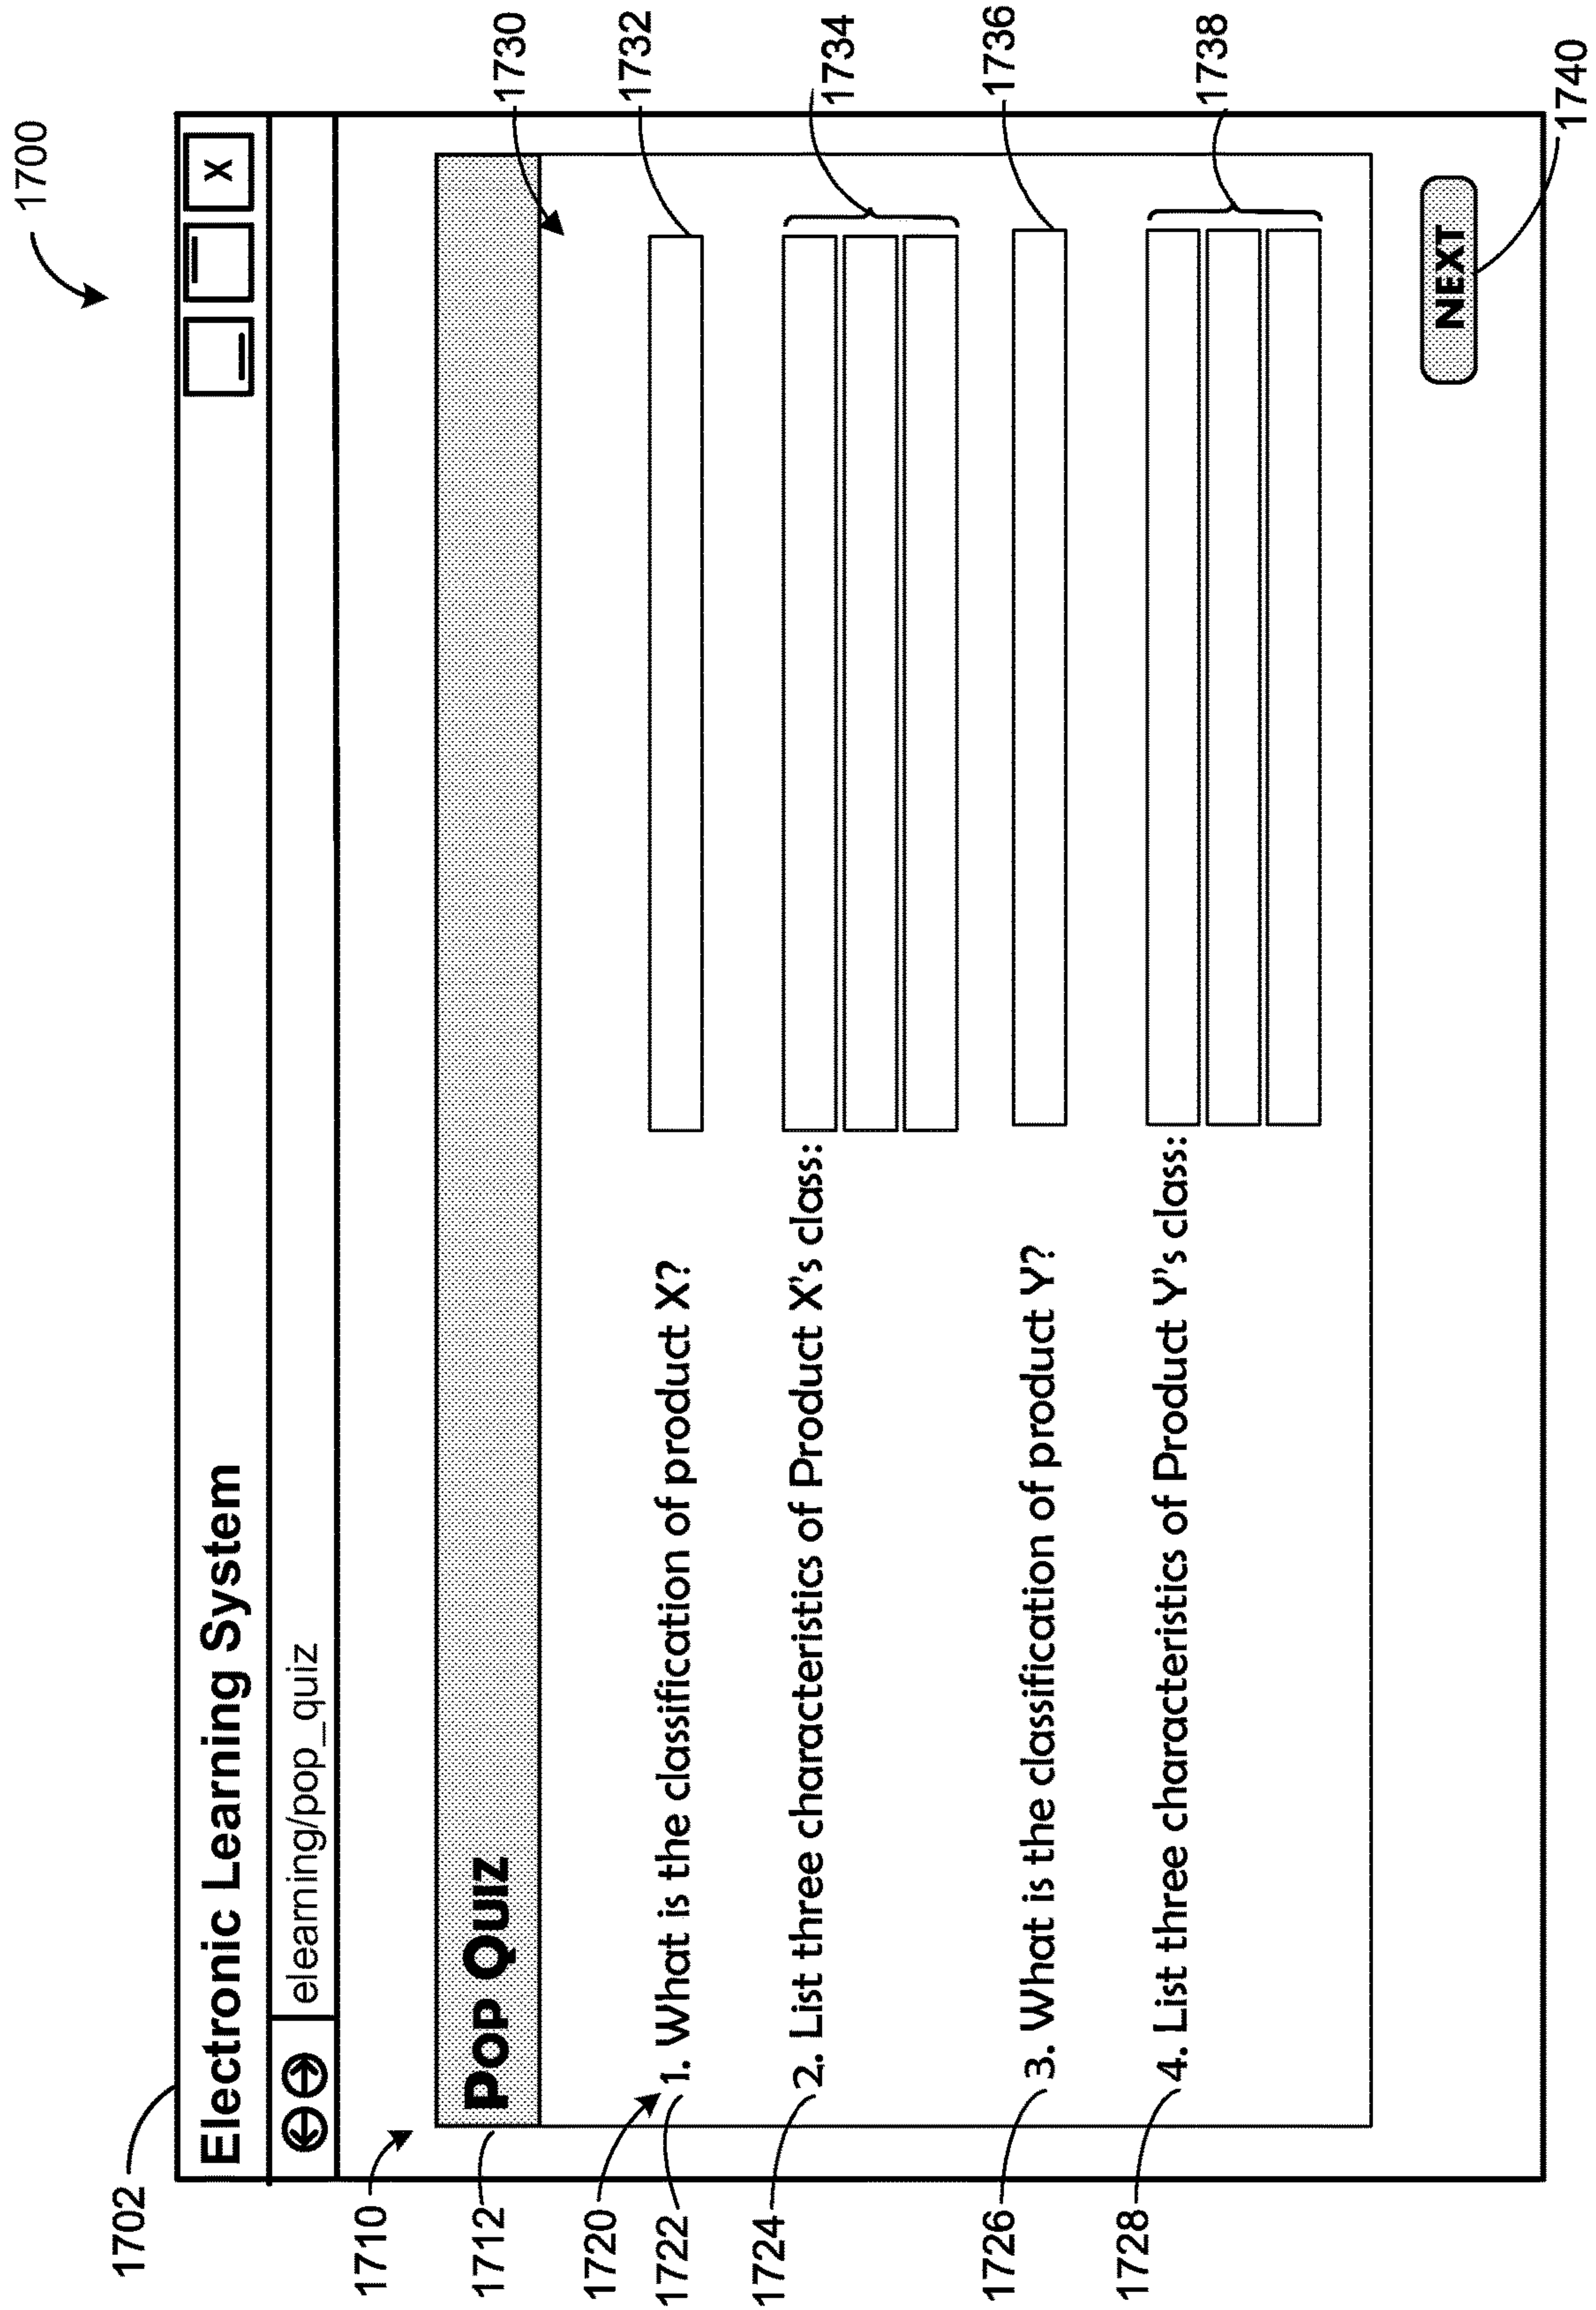 1700
1702
Electronic Learning System
X
elearning/pop_quiz
1710
1712
POP QUIZ
1730
1720
1722
1. What is the classification of product X?
1732
1724
2. List three characteristics of Product X's class:
1734
1726
3. What is the classification of product Y?
1736
1728
4. List three characteristics of Product Y's class:
1738
NEXT
1740